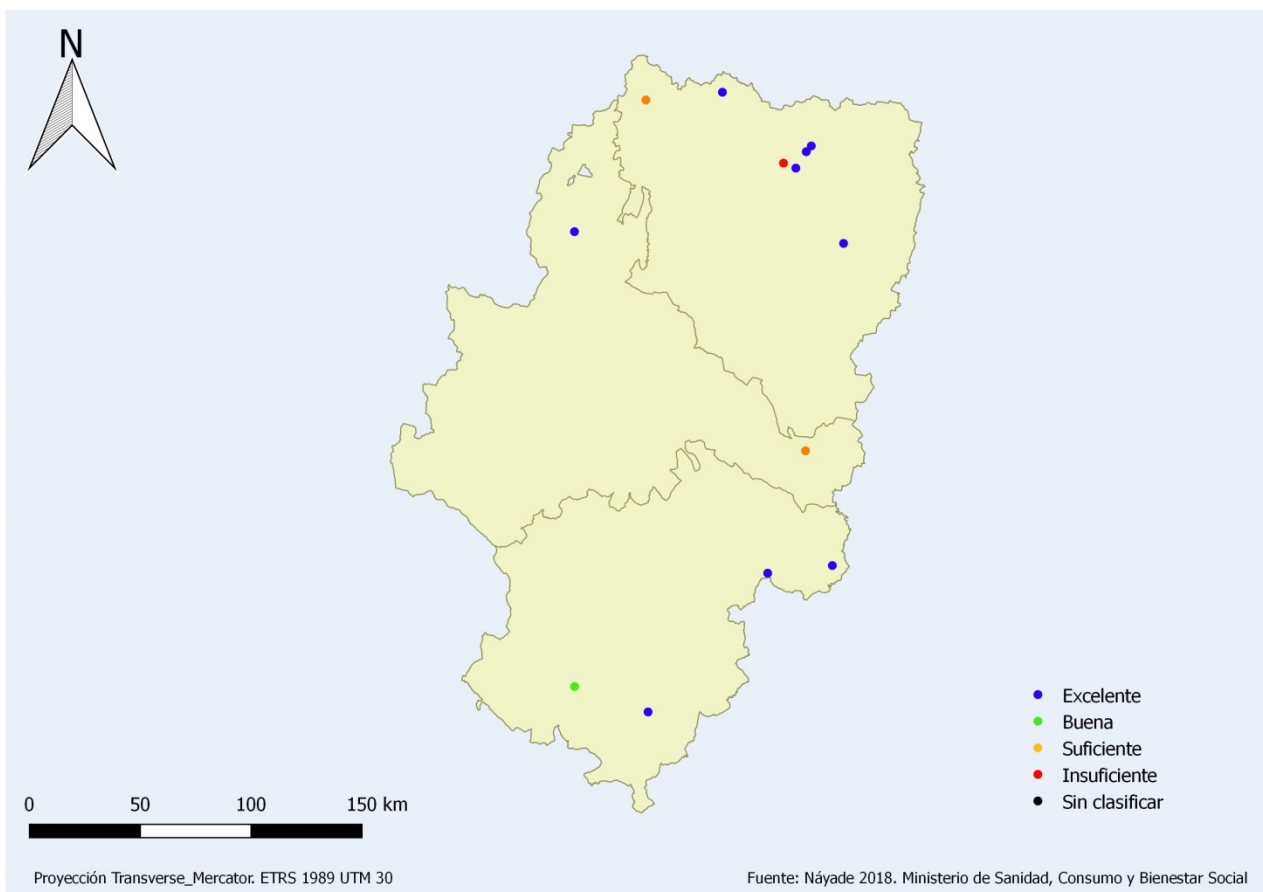 N
Excelente
Buena
Suficiente
Insuficiente
Sin clasificar
0 50 100 150 km
Proyección Transverse_Mercator. ETRS 1989 UTM 30
Fuente: Náyade 2018. Ministerio de Sanidad, Consumo y Bienestar Social